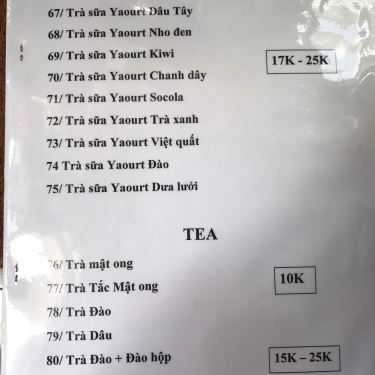 67/ Trà sữa Yaourt Dâu Tây
68/ Trà sữa Yaourt Nho đen
69/ Trà sữa Yaourt Kiwi
17K - 25K
70/ Trà sữa Yaourt Chanh dây
71/ Trà sữa Yaourt Socola
72/ Trà sữa Yaourt Trà xanh
73/ Trà sữa Yaourt Việt quất
74 Trà sữa Yaourt Đào
75/ Trà sữa Yaourt Dưa lưới
TEA
76/ Trà mật ong
77/ Trà Tắc Mật ong
10K
78/ Trà Đào
79/ Trà Dâu
80/ Trà Đào + Đào hộp
15K – 25K